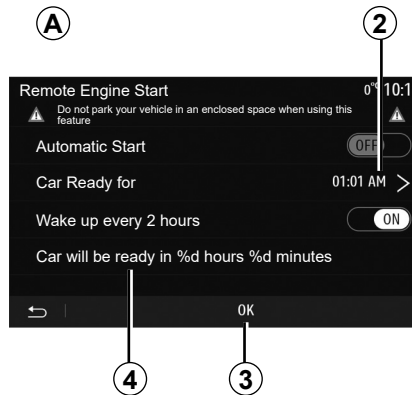 A
2
Remote Engine Start 0° 10:1
Do not park your vehicle in an enclosed space when using this
feature
Automatic Start OFF
Car Ready for 01:01 AM
Wake up every 2 hours ON
Car will be ready in %d hours %d minutes
OK
4
3